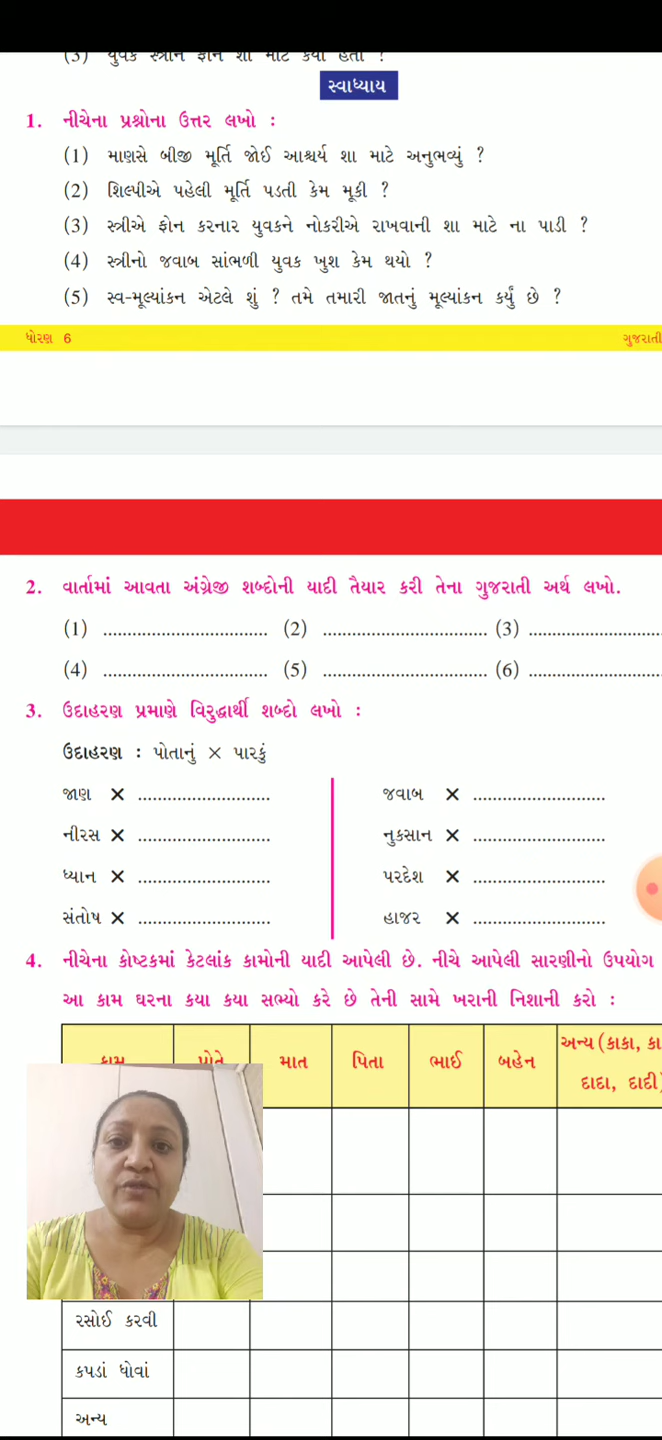 (3) યુવકે સ્ત્રીને ફોન શા માટે કર્યો હતો ?
સ્વાધ્યાય
1. નીચેના પ્રશ્નોના ઉત્તર લખો :
(1) માણસે બીજી મૂર્તિ જોઈ આશ્ચર્ય શા માટે અનુભવ્યું ?
(2) શિલ્પીએ પહેલી મૂર્તિ પડતી કેમ મૂકી ?
(3) સ્ત્રીએ ફોન કરનાર યુવકને નોકરીએ રાખવાની શા માટે ના પાડી ?
(4) સ્ત્રીનો જવાબ સાંભળી યુવક ખુશ કેમ થયો ?
(5) સ્વ-મૂલ્યાંકન એટલે શું ? તમે તમારી જાતનું મૂલ્યાંકન કર્યું છે ?
ધોરણ 6 ગુજરાતી
2. વાર્તામાં આવતા અંગ્રેજી શબ્દોની યાદી તૈયાર કરી તેના ગુજરાતી અર્થ લખો.
(1) ................................. (2) ................................. (3) ...........................
(4) ................................. (5) ................................. (6) ...........................
3. ઉદાહરણ પ્રમાણે વિરુદ્ધાર્થી શબ્દો લખો :
ઉદાહરણ : પોતાનું × પારકું
જાણ × ........................... જવાબ × ...........................
નીરસ × ........................... નુકસાન × ...........................
ધ્યાન × ........................... પરદેશ × ...........................
સંતોષ × ........................... હાજર × ...........................
4. નીચેના કોષ્ટકમાં કેટલાંક કામોની યાદી આપેલી છે. નીચે આપેલી સારણીનો ઉપયોગ
આ કામ ઘરના કયા કયા સભ્યો કરે છે તેની સામે ખરાની નિશાની કરો :
કામ પોતે માત પિતા ભાઈ બહેન અન્ય (કાકા, કા
દાદા, દાદી)
રસોઈ કરવી
કપડાં ધોવાં
અન્ય